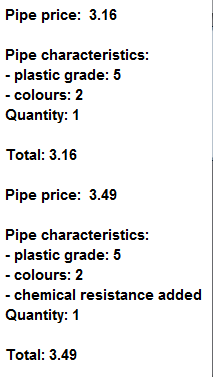 Pipe price:  3.16
Pipe characteristics:
- plastic grade: 5
- colours: 2
Quantity: 1
Total: 3.16
Pipe price:  3.49
Pipe characteristics:
- plastic grade: 5
- colours: 2
- chemical resistance added
Quantity: 1
Total: 3.49